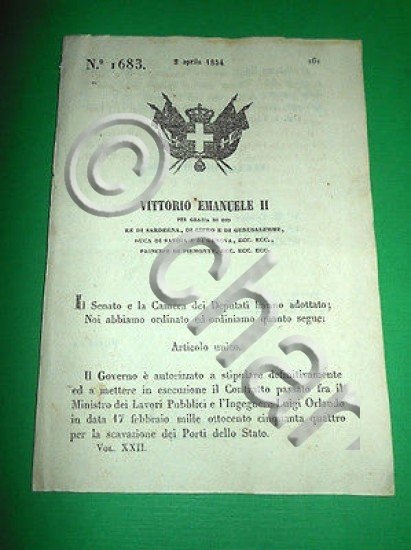 N.º 1683.
2 aprile 1854
161
VITTORIO EMANUELE II
PER GRAZIA DI DIO
RE DI SARDEGNA, DI CIPRO E DI GERUSALEMME,
DUCA DI SAVOIA E DI GENOVA, ECC. ECC.,
PRINCIPE DI PIEMONTE, ECC. ECC. ECC.
Il Senato e la Camera dei Deputati hanno adottato;
Noi abbiamo ordinato ed ordiniamo quanto segue:
Articolo unico.
Il Governo è autorizzato a stipulare definitivamente
ed a mettere in esecuzione il Contratto passato fra il
Ministro dei Lavori Pubblici e l'Ingegnere Luigi Orlando
in data 17 febbraio mille ottocento cinquanta quattro
per la scavazione dei Porti dello Stato.
Vol. XXII.